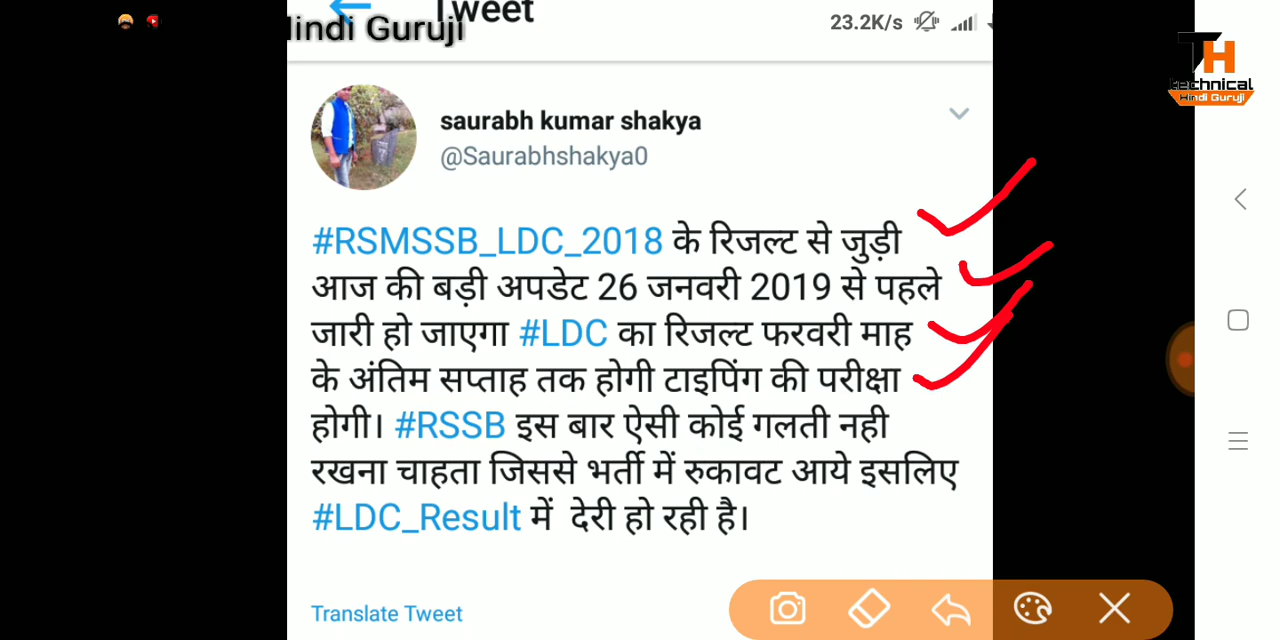 Tweet
Hindi Guruji
23.2K/s
TH
technical
Hindi Guruji
saurabh kumar shakya
@Saurabhshakya0
#RSMSSB_LDC_2018 के रिजल्ट से जुड़ी
आज की बड़ी अपडेट 26 जनवरी 2019 से पहले
जारी हो जाएगा #LDC का रिजल्ट फरवरी माह
के अंतिम सप्ताह तक होगी टाइपिंग की परीक्षा
होगी। #RSSB इस बार ऐसी कोई गलती नही
रखना चाहता जिससे भर्ती में रुकावट आये इसलिए
#LDC_Result में देरी हो रही है।
Translate Tweet